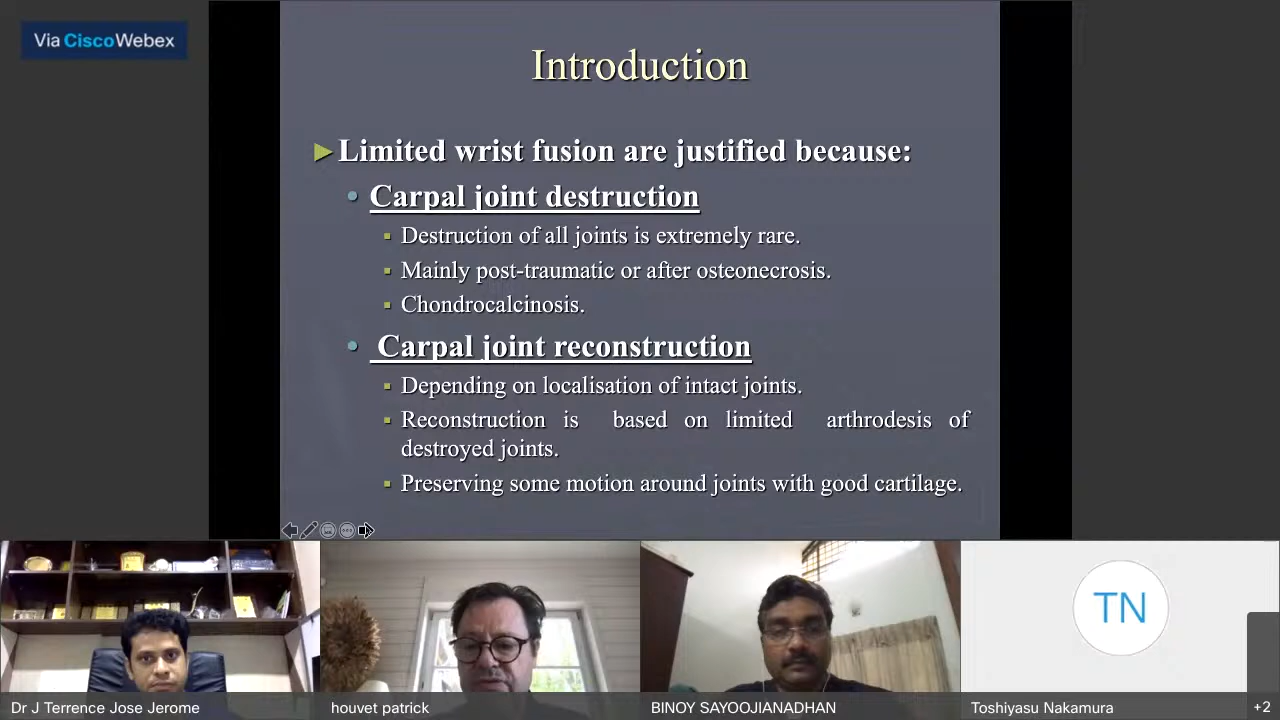 Via Cisco Webex
Introduction
Limited wrist fusion are justified because:
Carpal joint destruction
Destruction of all joints is extremely rare.
Mainly post-traumatic or after osteonecrosis.
Chondrocalcinosis.
Carpal joint reconstruction
Depending on localisation of intact joints.
Reconstruction is based on limited arthrodesis of
destroyed joints.
Preserving some motion around joints with good cartilage.
TN
Dr J Terrence Jose Jerome
houvet patrick
BINOY SAYOOJIANADHAN
Toshiyasu Nakamura
+2